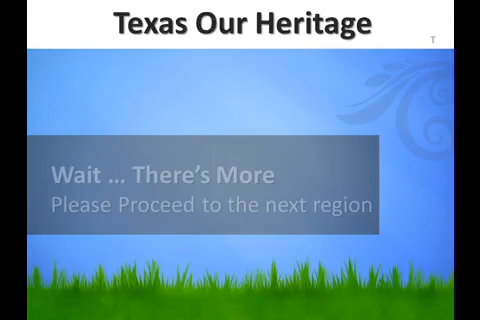 Texas Our Heritage
T
Wait … There's More
Please Proceed to the next region